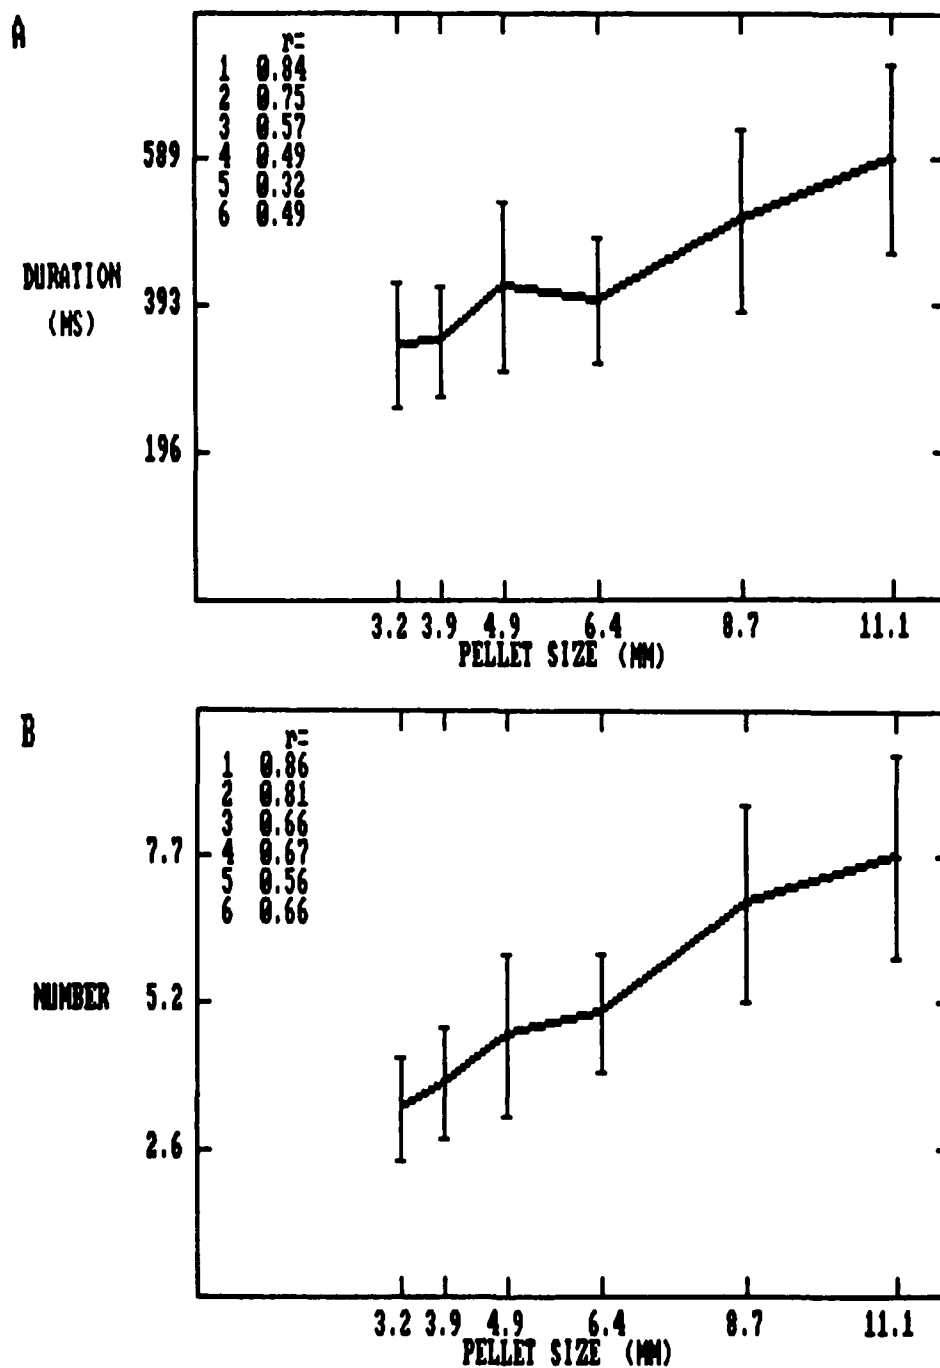 A
r=
1 0.84
2 0.75
3 0.57
4 0.49
5 0.32
6 0.49
589
DURATION
(MS)
393
196
3.2 3.9 4.9 6.4 8.7 11.1
PELLET SIZE (MM)
B
r=
1 0.86
2 0.81
3 0.66
4 0.67
5 0.56
6 0.66
7.7
NUMBER 5.2
2.6
3.2 3.9 4.9 6.4 8.7 11.1
PELLET SIZE (MM)